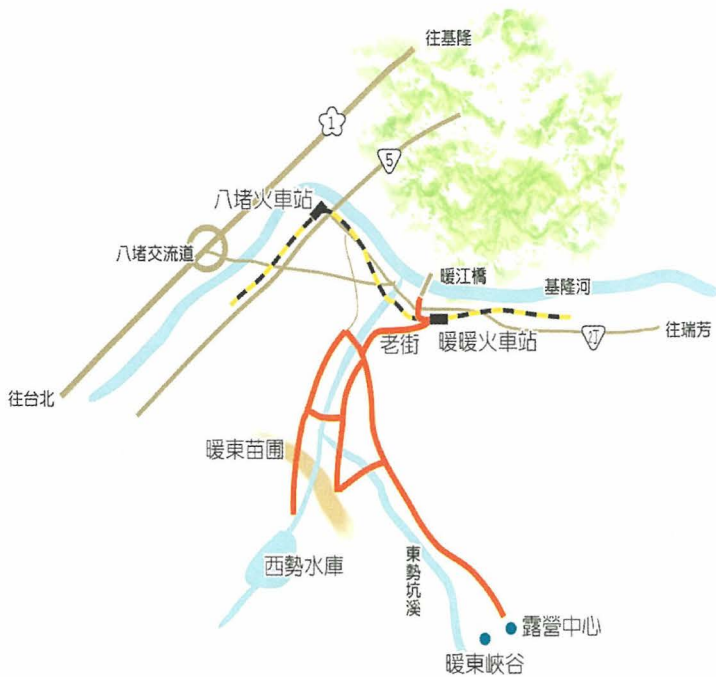 往基隆
1
5
八堵火車站
八堵交流道
暖江橋
基隆河
老街
暖暖火車站
往瑞芳
往台北
暖東苗圃
西勢水庫
東勢坑溪
露營中心
暖東峽谷